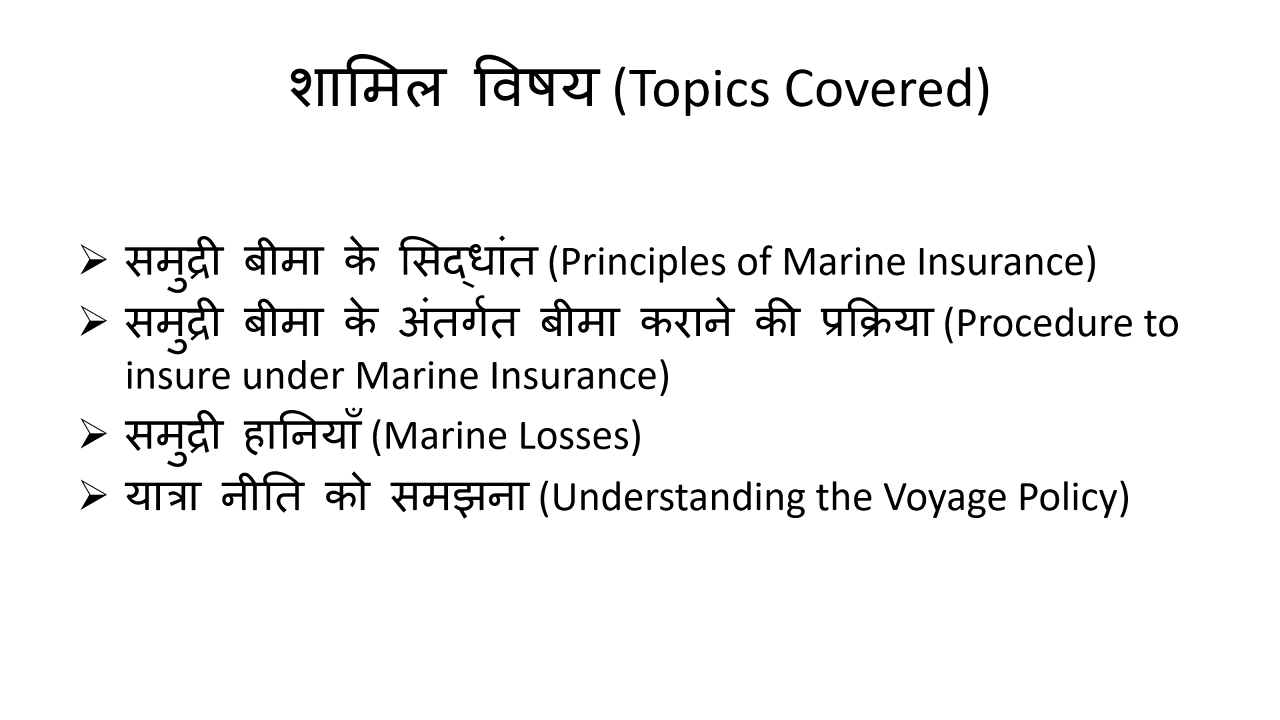 शामिल विषय (Topics Covered)
➢ समुद्री बीमा के सिद्धांत (Principles of Marine Insurance)
➢ समुद्री बीमा के अंतर्गत बीमा कराने की प्रक्रिया (Procedure to
insure under Marine Insurance)
➢ समुद्री हानियाँ (Marine Losses)
➢ यात्रा नीति को समझना (Understanding the Voyage Policy)